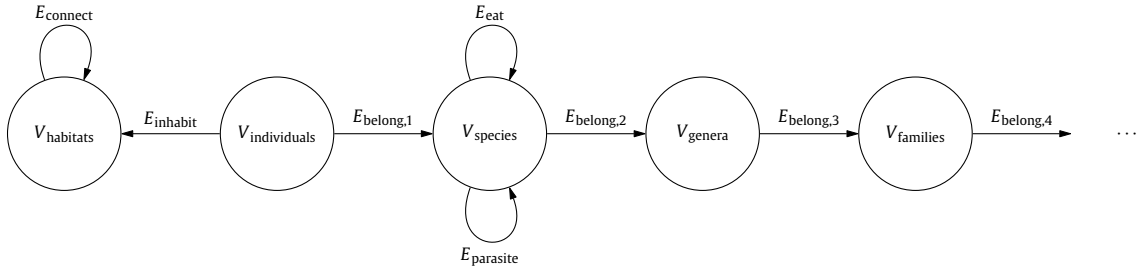 E_connect
E_eat
V_habitats
E_inhabit
V_individuals
E_belong,1
V_species
E_belong,2
V_genera
E_belong,3
V_families
E_belong,4
...
E_parasite